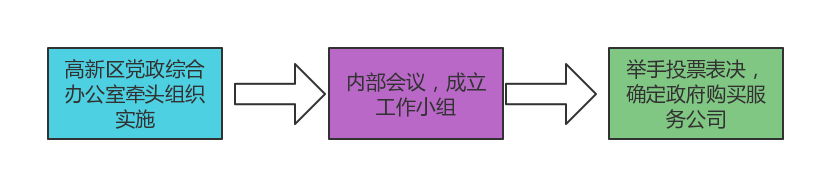 高新区党政综合
办公室牵头组织
实施
内部会议，成立
工作小组
举手投票表决，
确定政府购买服
务公司